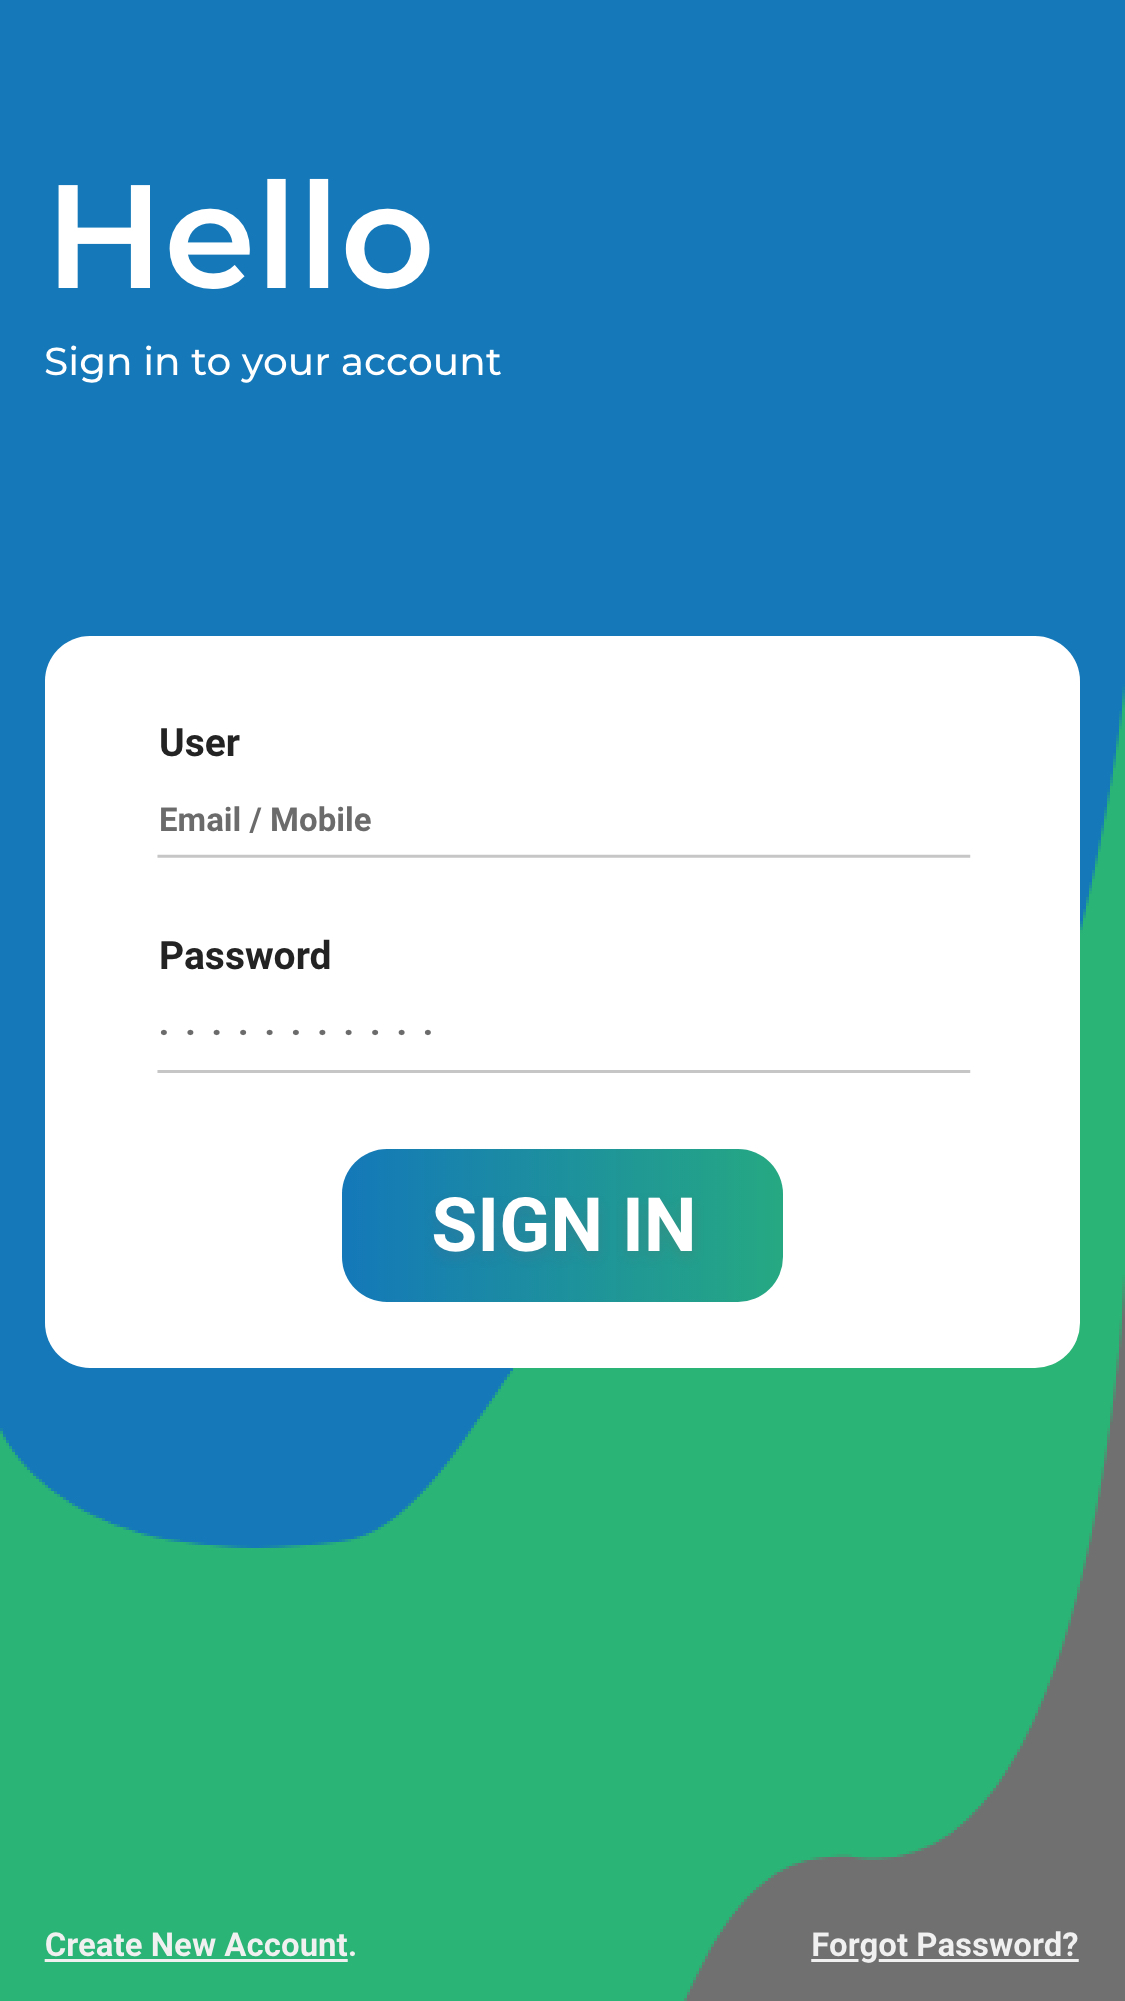 Hello
Sign in to your account
User
Email / Mobile
Password
. . . . . . . . . . .
SIGN IN
Create New Account.
Forgot Password?